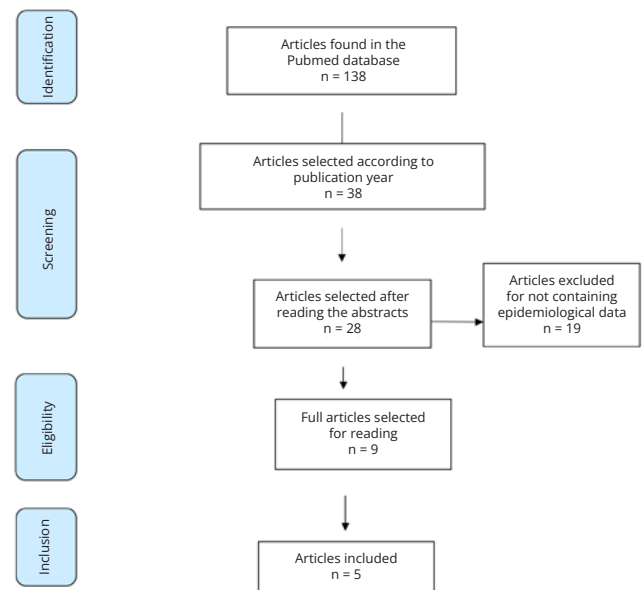 Identification
Articles found in the
Pubmed database
n = 138
Screening
Articles selected according to
publication year
n = 38
Articles selected after
reading the abstracts
n = 28
Articles excluded
for not containing
epidemiological data
n = 19
Eligibility
Full articles selected
for reading
n = 9
Inclusion
Articles included
n = 5